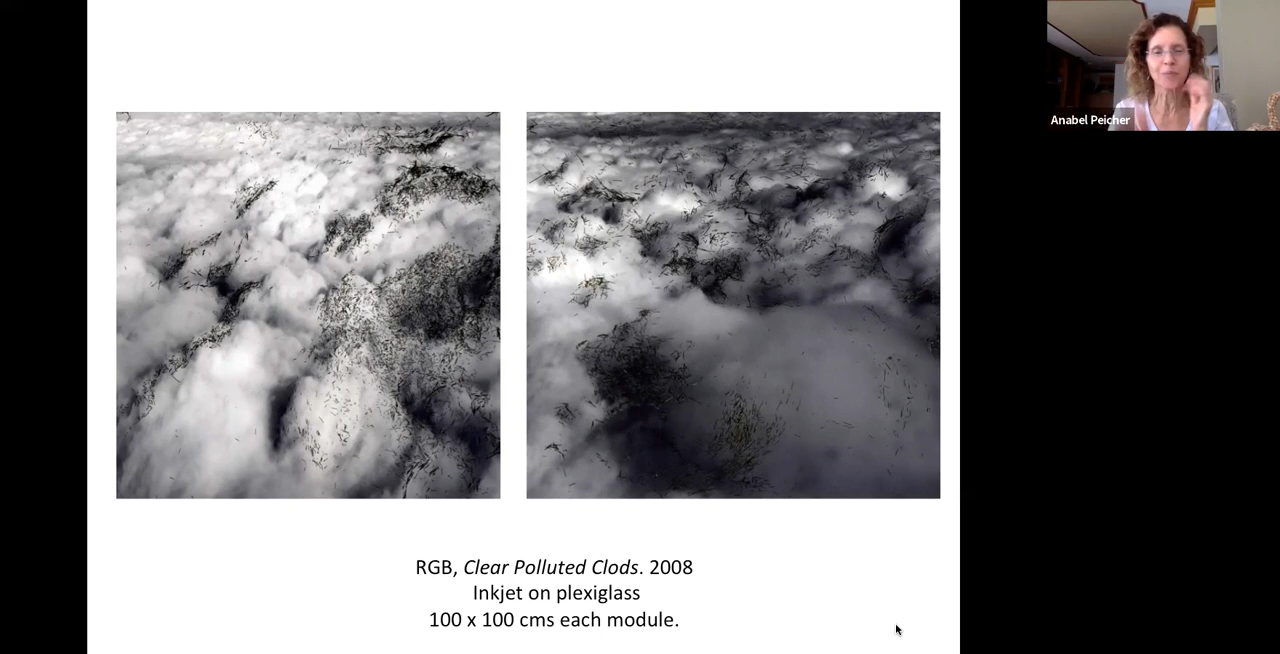 Anabel Peicher
RGB, Clear Polluted Clods. 2008
Inkjet on plexiglass
100 x 100 cms each module.